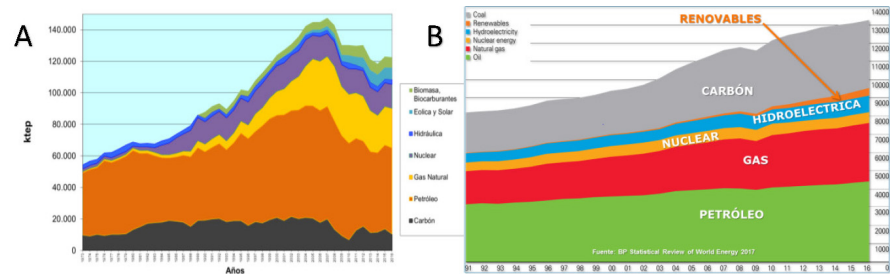 A
140.000
120.000
100.000
80.000
60.000
40.000
20.000
0
ktep
Años
Biomasa,
Biocarburantes
Eolica y Solar
Hidráulica
Nuclear
Gas Natural
Petróleo
Carbón
B
Coal
Renewables
Hydroelectricity
Nuclear energy
Natural gas
Oil
RENOVABLES
CARBÓN
HIDROELECTRICA
NUCLEAR
GAS
PETRÓLEO
Fuente: BP Statistical Review of World Energy 2017
14000
13000
12000
11000
10000
9000
8000
7000
6000
5000
4000
3000
2000
1000
0
91 92 93 94 95 96 97 98 99 00 01 02 03 04 05 06 07 08 09 10 11 12 13 14 15 16